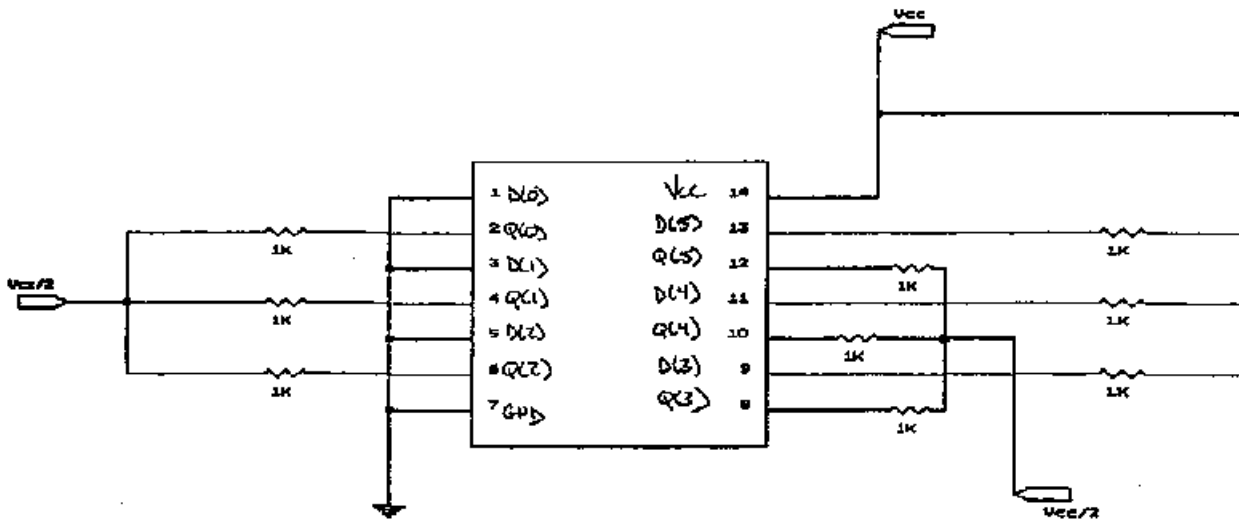 Vcc
1 D(0) Vcc 14
2 Q(0) D(5) 13
1K 1K
3 D(1) Q(5) 12
Vcc/2 1K
4 Q(1) D(4) 11
1K 1K
5 D(2) Q(4) 10
1K
6 Q(2) D(3) 9
1K 1K
7 GND Q(3) 8
1K
Vcc/2